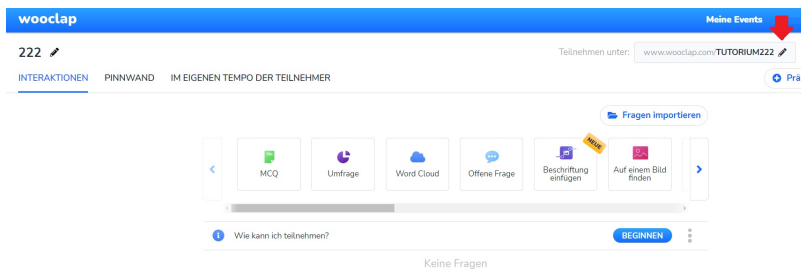 wooclap
Meine Events
222
Teilnehmen unter: www.wooclap.com/TUTORIUM222
INTERAKTIONEN PINNWAND IM EIGENEN TEMPO DER TEILNEHMER
Prä
Fragen importieren
NEUE
MCQ Umfrage Word Cloud Offene Frage Beschriftung einfügen Auf einem Bild finden
i Wie kann ich teilnehmen? BEGINNEN
Keine Fragen